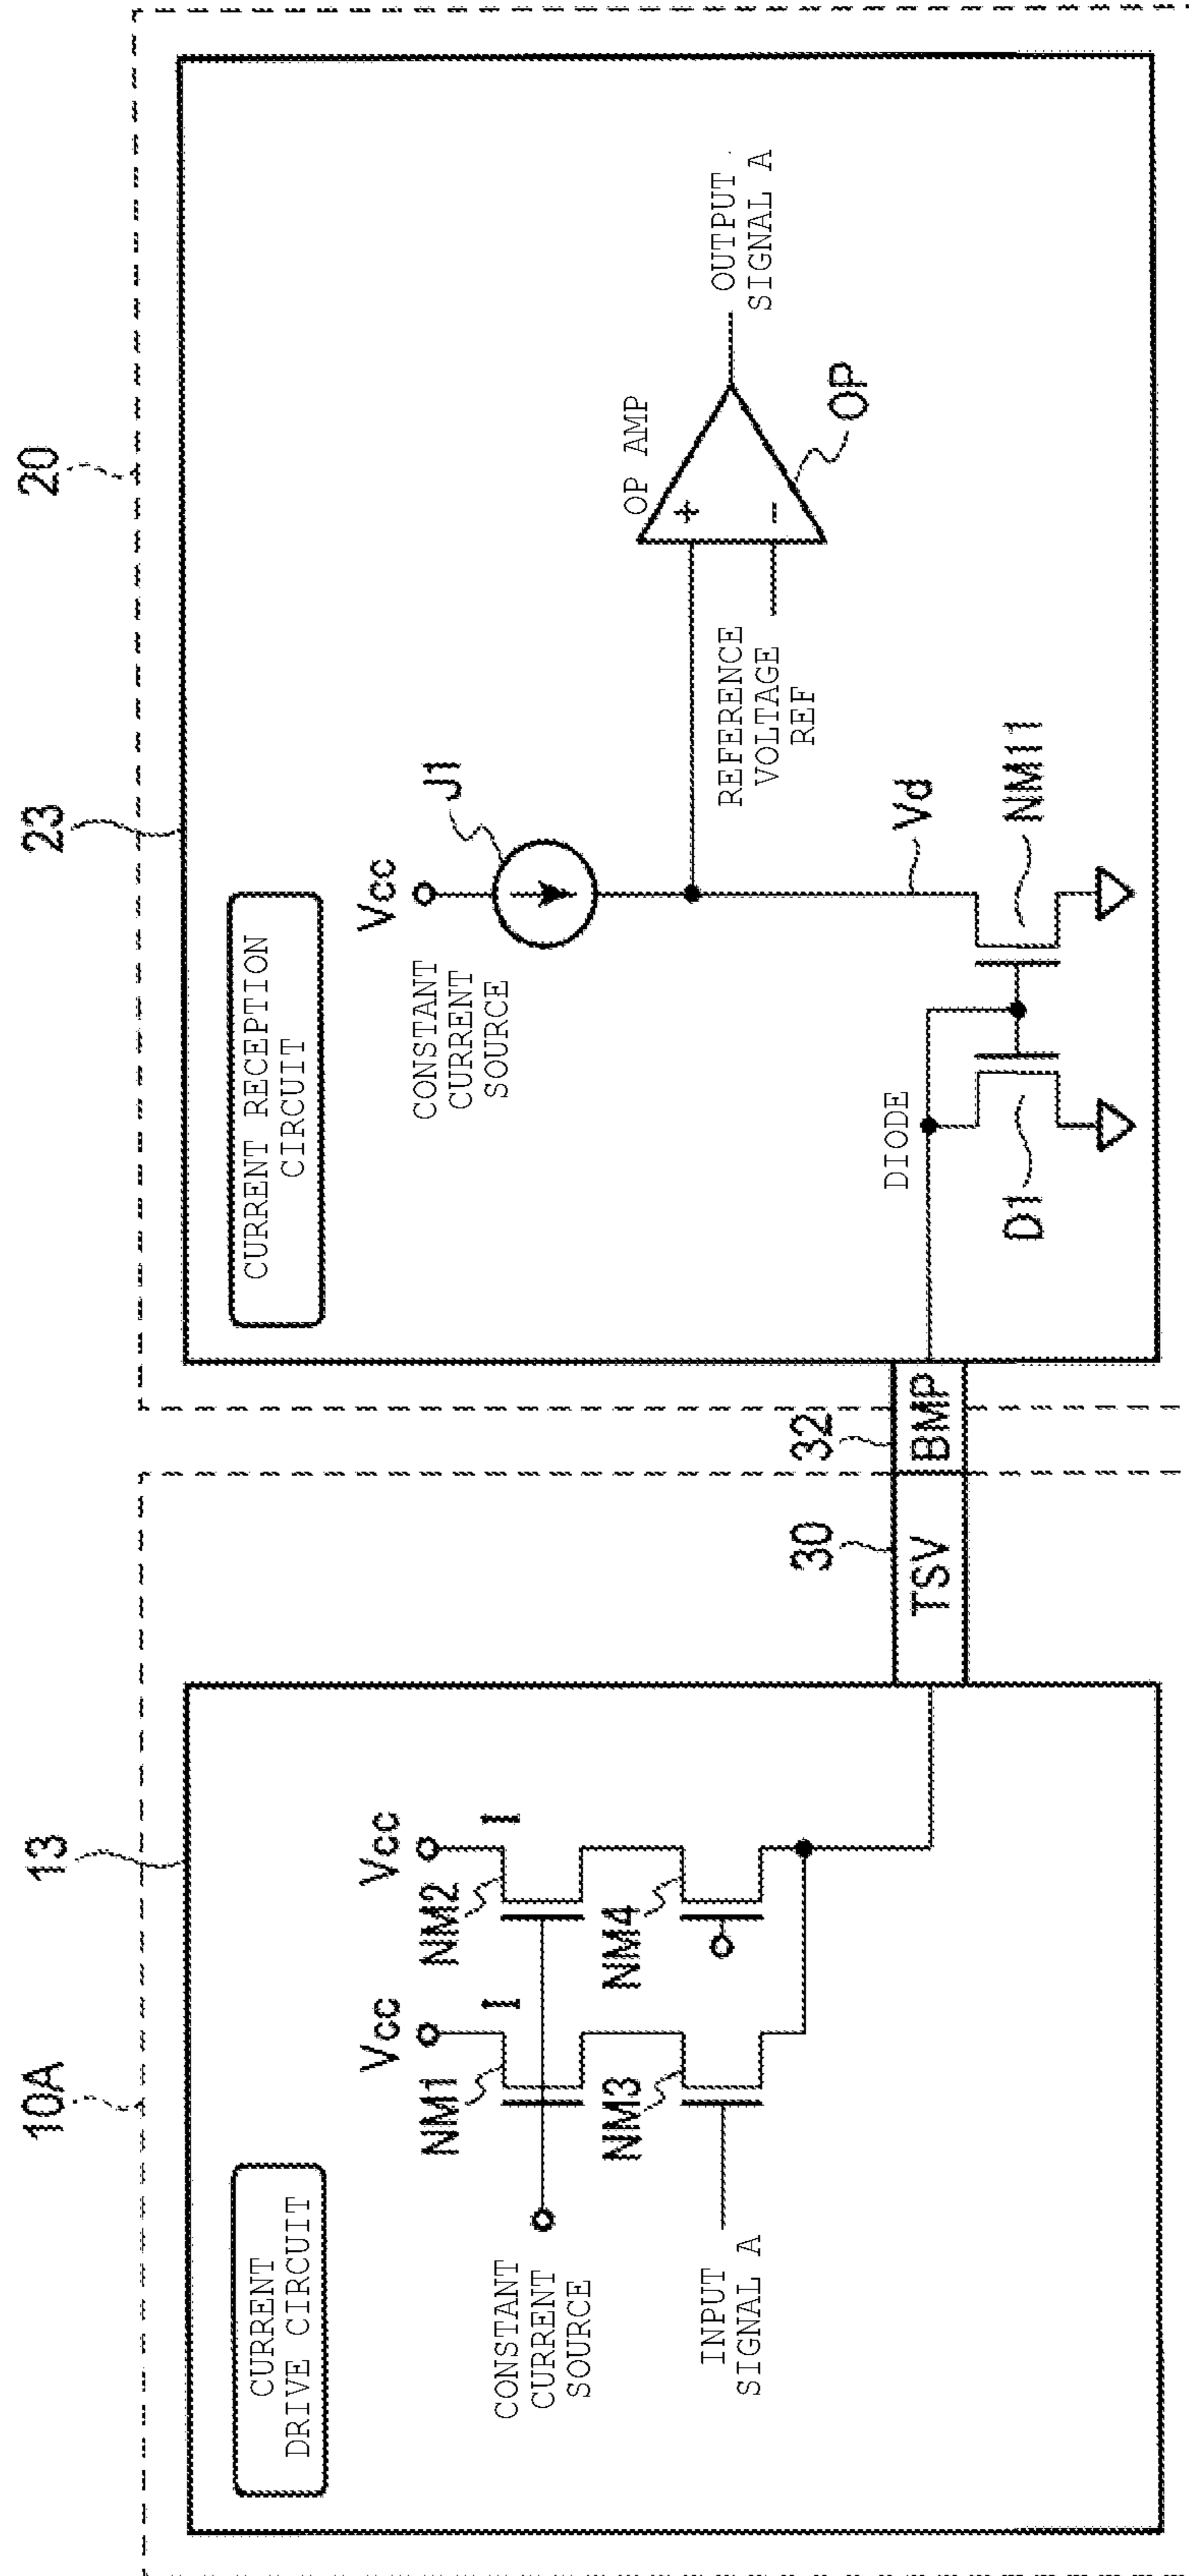 10A
13
23
20
CURRENT
DRIVE CIRCUIT
Vcc
Vcc
NM1
I
NM2
I
CONSTANT
CURRENT
SOURCE
NM3
NM4
INPUT
SIGNAL A
30
32
TSV
BMP
CURRENT RECEPTION
CIRCUIT
Vcc
J1
CONSTANT
CURRENT
SOURCE
OP AMP
+
-
OP
OUTPUT
SIGNAL A
REFERENCE
VOLTAGE
REF
DIODE
Vd
D1
NM11